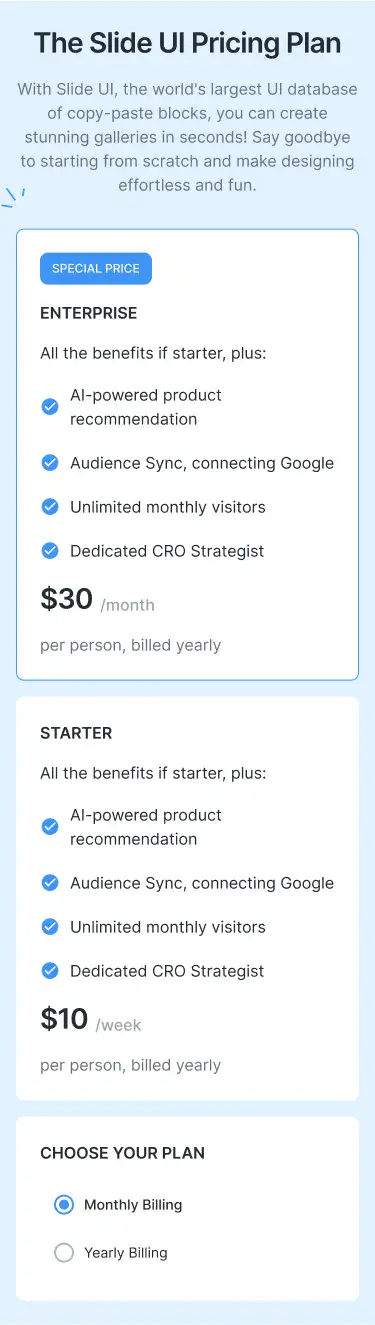 The Slide UI Pricing Plan
With Slide UI, the world's largest UI database
of copy-paste blocks, you can create
stunning galleries in seconds! Say goodbye
to starting from scratch and make designing
effortless and fun.
SPECIAL PRICE
ENTERPRISE
All the benefits if starter, plus:
AI-powered product
recommendation
Audience Sync, connecting Google
Unlimited monthly visitors
Dedicated CRO Strategist
$30 /month
per person, billed yearly
STARTER
All the benefits if starter, plus:
AI-powered product
recommendation
Audience Sync, connecting Google
Unlimited monthly visitors
Dedicated CRO Strategist
$10 /week
per person, billed yearly
CHOOSE YOUR PLAN
Monthly Billing
Yearly Billing